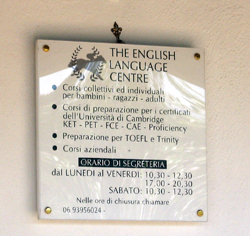 THE ENGLISH
LANGUAGE
CENTRE
• Corsi collettivi ed individuali
per bambini - ragazzi - adulti
• Corsi di preparazione per i certificati
dell'Università di Cambridge
KET - PET - FCE - CAE - Proficiency
• Preparazione per TOEFL e Trinity
• Corsi aziendali
ORARIO DI SEGRETERIA
dal LUNEDÌ al VENERDÌ: 10,30 - 12,30
17,00 - 20,30
SABATO: 10,30 - 12,30
Nelle ore di chiusura chiamare
06.93956024 -